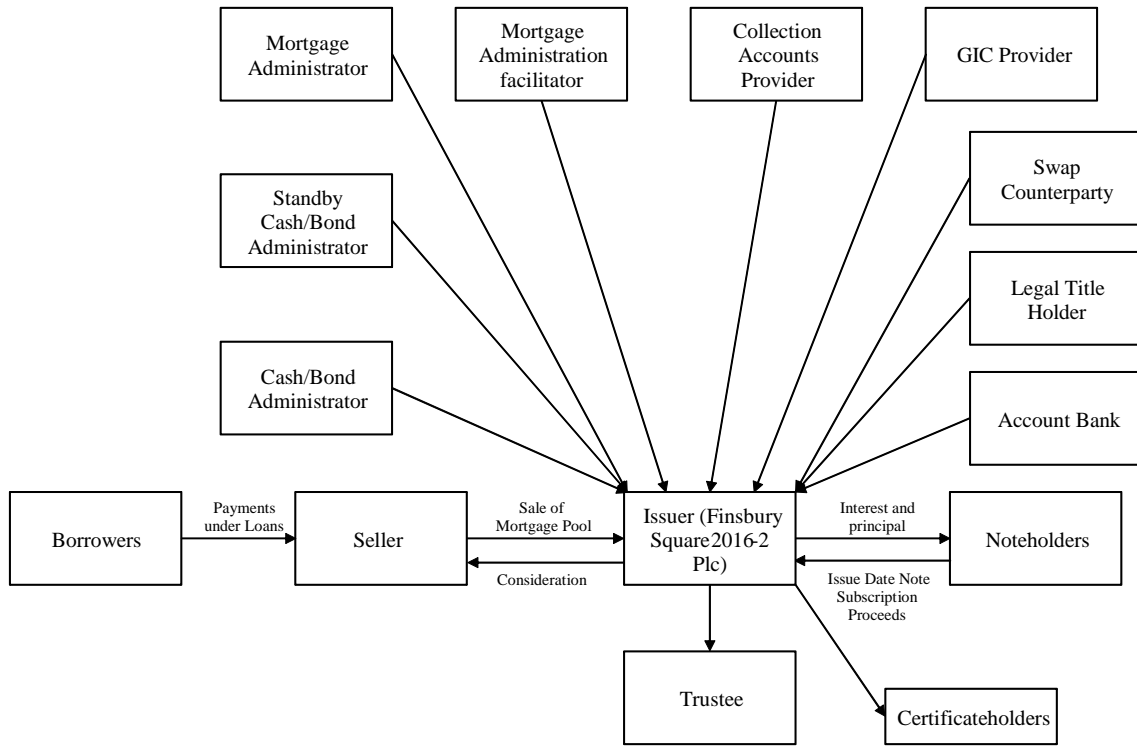 Mortgage
Administrator
Mortgage
Administration
facilitator
Collection
Accounts
Provider
GIC Provider
Swap
Counterparty
Standby
Cash/Bond
Administrator
Legal Title
Holder
Cash/Bond
Administrator
Account Bank
Borrowers
Payments
under Loans
Seller
Sale of
Mortgage Pool
Consideration
Issuer (Finsbury
Square2016-2
Plc)
Interest and
principal
Issue Date Note
Subscription
Proceeds
Noteholders
Trustee
Certificateholders